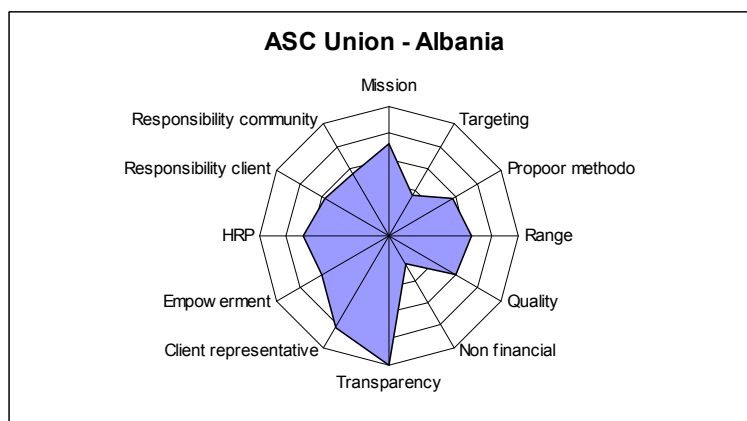 ASC Union - Albania
Mission
Responsibility community
Targeting
Responsibility client
Propoor methodo
HRP
Range
Empow erment
Quality
Client representative
Non financial
Transparency